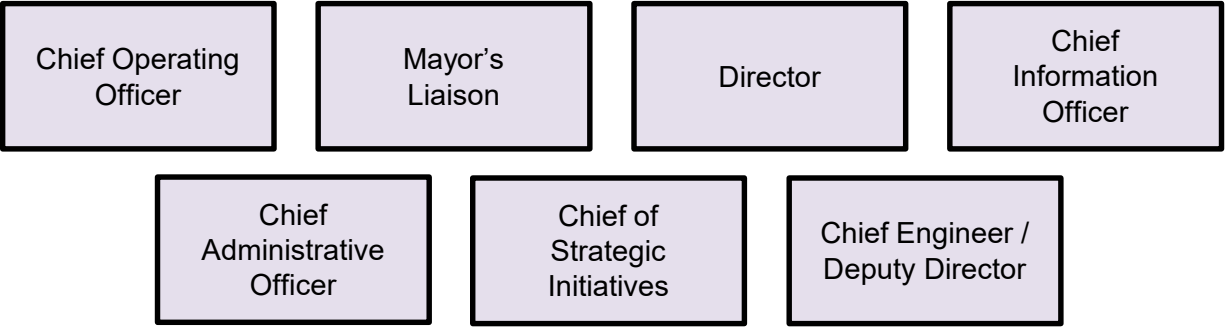 Chief Operating
Officer
Mayor’s
Liaison
Director
Chief
Information
Officer
Chief
Administrative
Officer
Chief of
Strategic
Initiatives
Chief Engineer /
Deputy Director